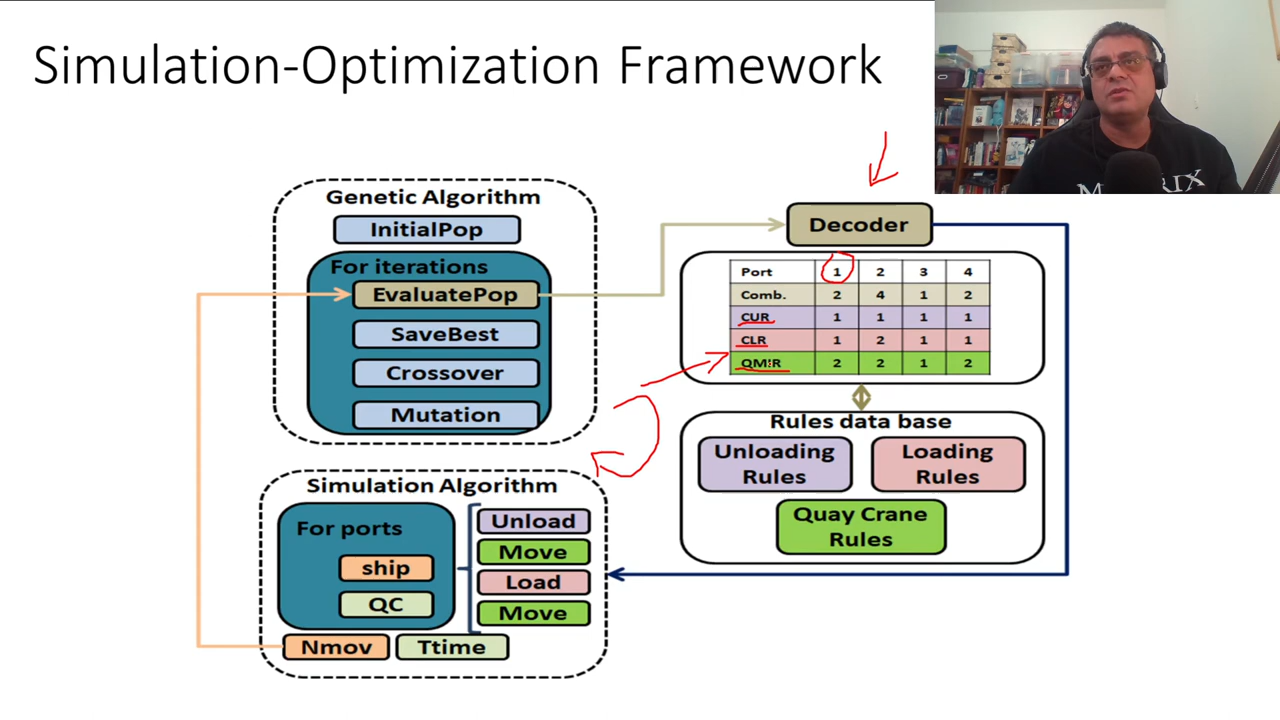 Simulation-Optimization Framework
Genetic Algorithm
InitialPop
For iterations
EvaluatePop
SaveBest
Crossover
Mutation
Decoder
Port 1 2 3 4
Comb. 2 4 1 2
CUR 1 1 1 1
CLR 1 2 1 1
2 2 1 2
Rules data base
Unloading Rules
Loading Rules
Quay Crane Rules
Simulation Algorithm
For ports
ship
QC
Unload
Move
Load
Move
Nmov
Ttime